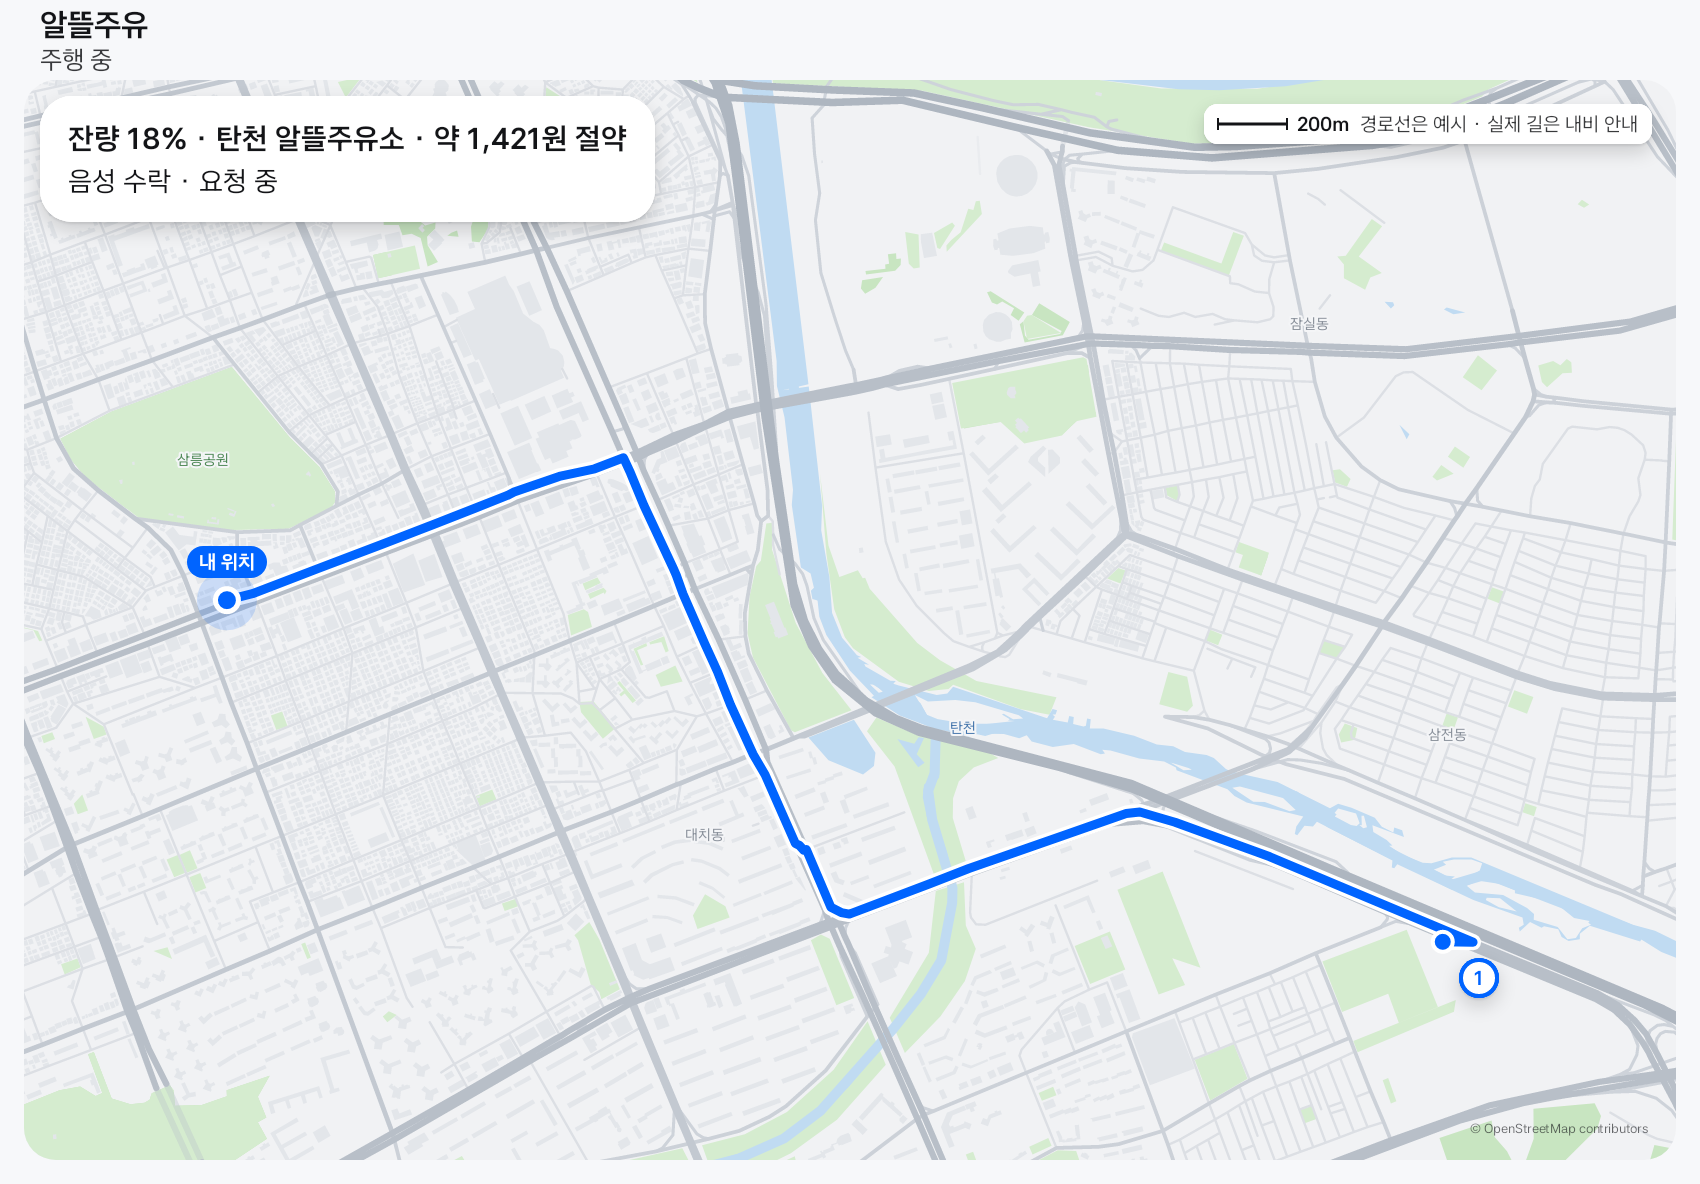 알뜰주유
주행 중
잔량 18% · 탄천 알뜰주유소 · 약 1,421원 절약
음성 수락 · 요청 중
200m 경로선은 예시 · 실제 길은 내비 안내
잠실동
삼릉공원
내 위치
탄천
삼전동
대치동
1
© OpenStreetMap contributors